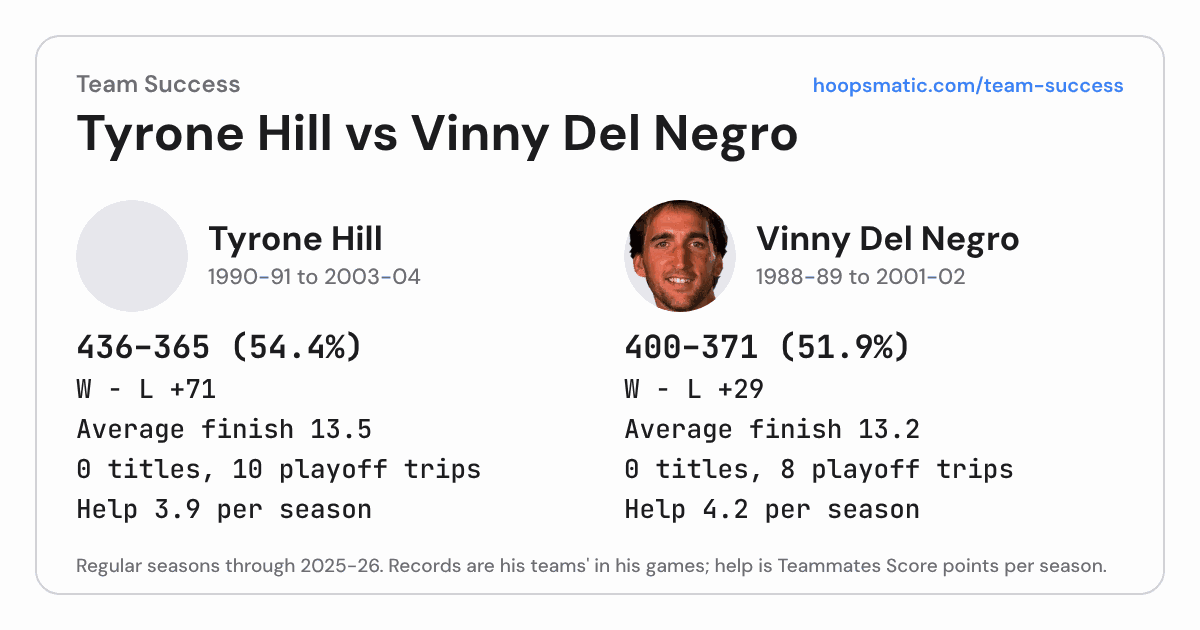 Team Success
hoopsmatic.com/team-success
Tyrone Hill vs Vinny Del Negro
Tyrone Hill
1990-91 to 2003-04
436-365 (54.4%)
W - L +71
Average finish 13.5
0 titles, 10 playoff trips
Help 3.9 per season
Vinny Del Negro
1988-89 to 2001-02
400-371 (51.9%)
W - L +29
Average finish 13.2
0 titles, 8 playoff trips
Help 4.2 per season
Regular seasons through 2025-26. Records are his teams' in his games; help is Teammates Score points per season.